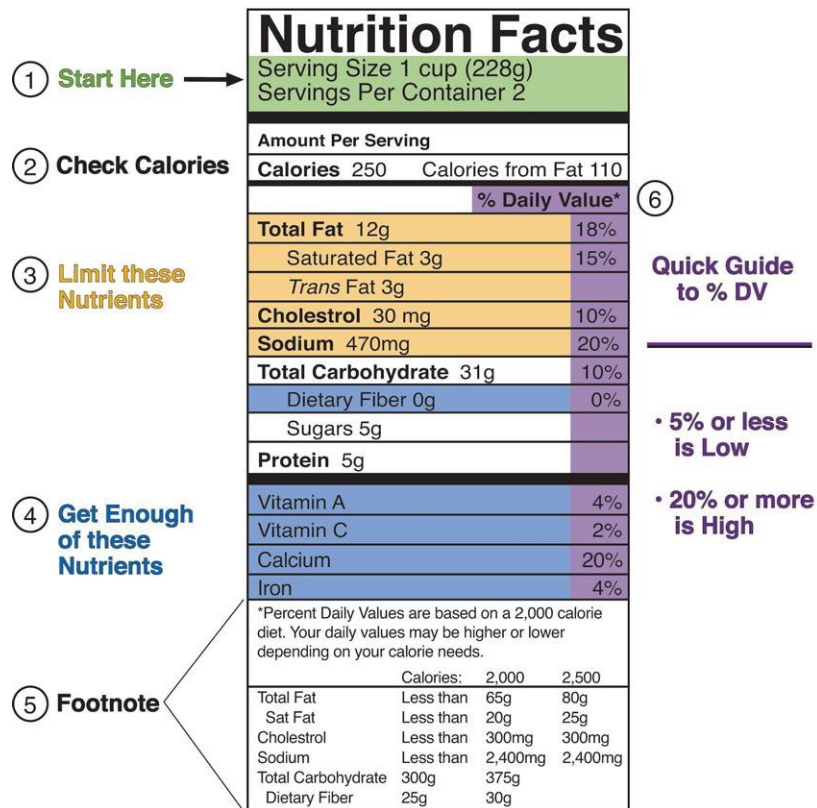 Nutrition Facts
1 Start Here
Serving Size 1 cup (228g)
Servings Per Container 2
Amount Per Serving
2 Check Calories
Calories 250 Calories from Fat 110
% Daily Value* 6
3 Limit these
Nutrients
Total Fat 12g 18%
Saturated Fat 3g 15%
Trans Fat 3g
Cholestrol 30 mg 10%
Sodium 470mg 20%
Total Carbohydrate 31g 10%
Dietary Fiber 0g 0%
Sugars 5g
Protein 5g
Quick Guide
to % DV
• 5% or less
is Low
• 20% or more
is High
4 Get Enough
of these
Nutrients
Vitamin A 4%
Vitamin C 2%
Calcium 20%
Iron 4%
5 Footnote
*Percent Daily Values are based on a 2,000 calorie
diet. Your daily values may be higher or lower
depending on your calorie needs.
Calories: 2,000 2,500
Total Fat Less than 65g 80g
Sat Fat Less than 20g 25g
Cholestrol Less than 300mg 300mg
Sodium Less than 2,400mg 2,400mg
Total Carbohydrate 300g 375g
Dietary Fiber 25g 30g